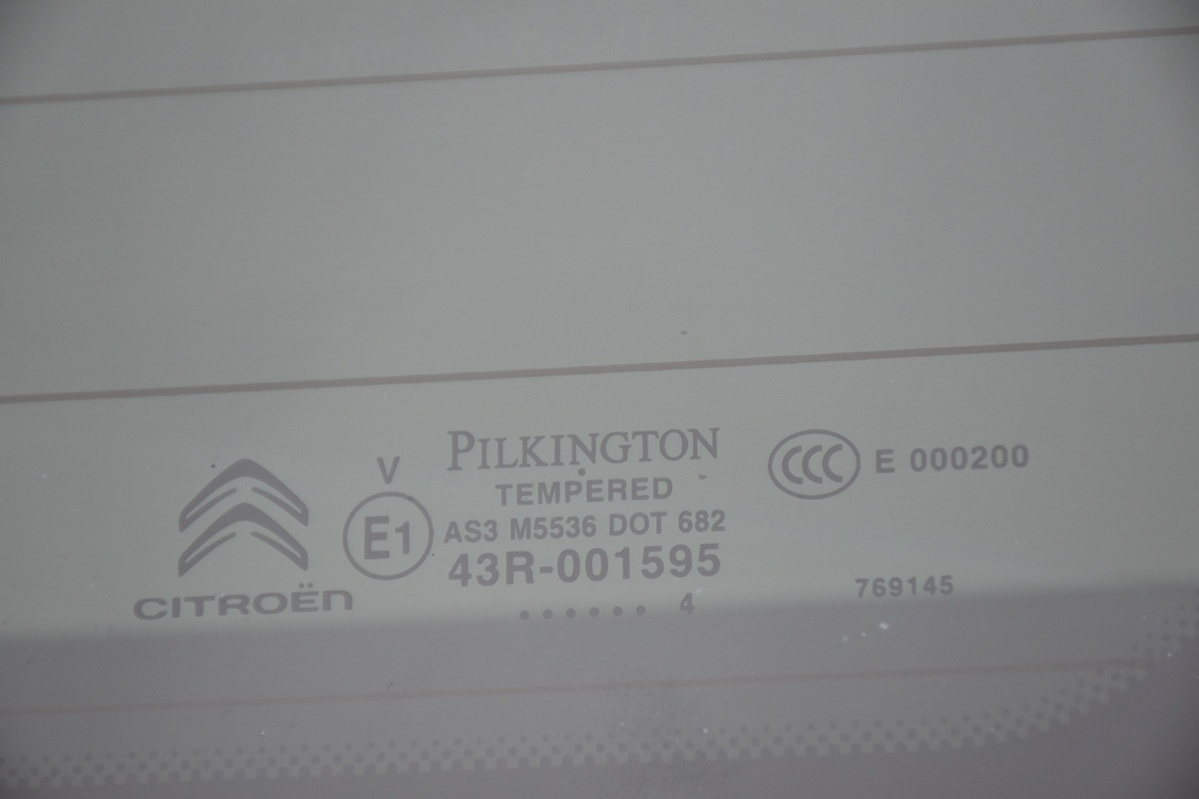 PILKINGTON
TEMPERED
V
E1
AS3 M5536 DOT 682
43R-001595
...... 4
CITROËN
CCC E 000200
769145